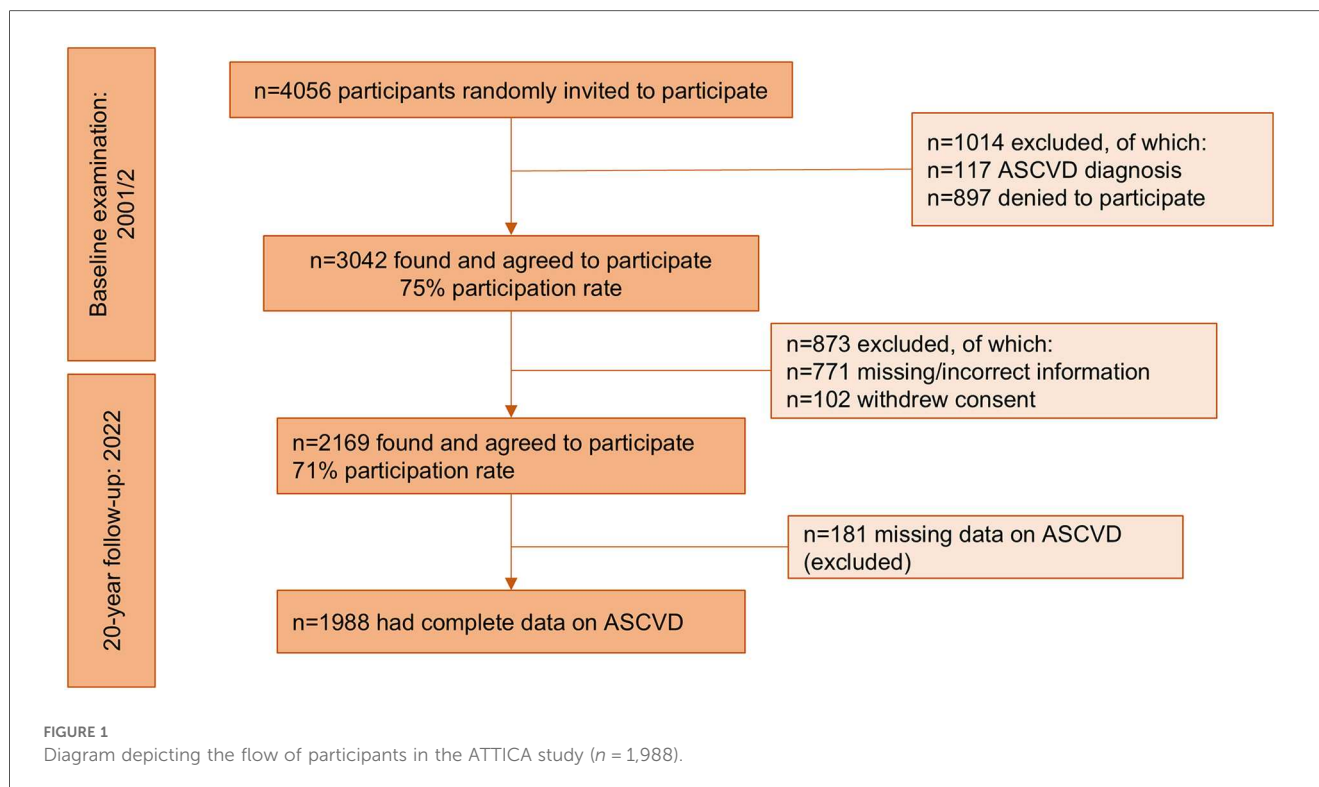 Baseline examination:
2001/2
n=4056 participants randomly invited to participate
n=1014 excluded, of which:
n=117 ASCVD diagnosis
n=897 denied to participate
n=3042 found and agreed to participate
75% participation rate
n=873 excluded, of which:
n=771 missing/incorrect information
n=102 withdrew consent
20-year follow-up: 2022
n=2169 found and agreed to participate
71% participation rate
n=181 missing data on ASCVD
(excluded)
n=1988 had complete data on ASCVD
FIGURE 1
Diagram depicting the flow of participants in the ATTICA study (n = 1,988).